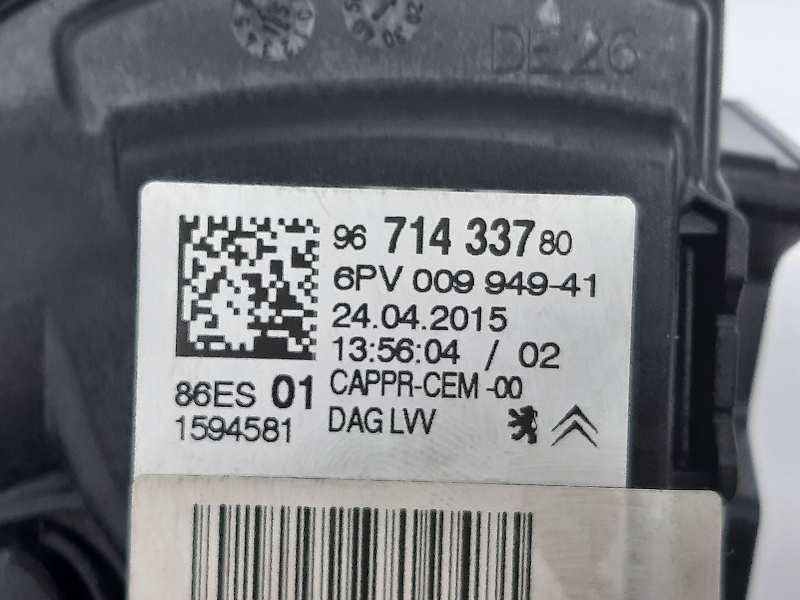 DE 26
96 714 337 80
6PV 009 949-41
24.04.2015
13:56:04 / 02
86ES 01
CAPPR-CEM -00
1594581
DAG LVV